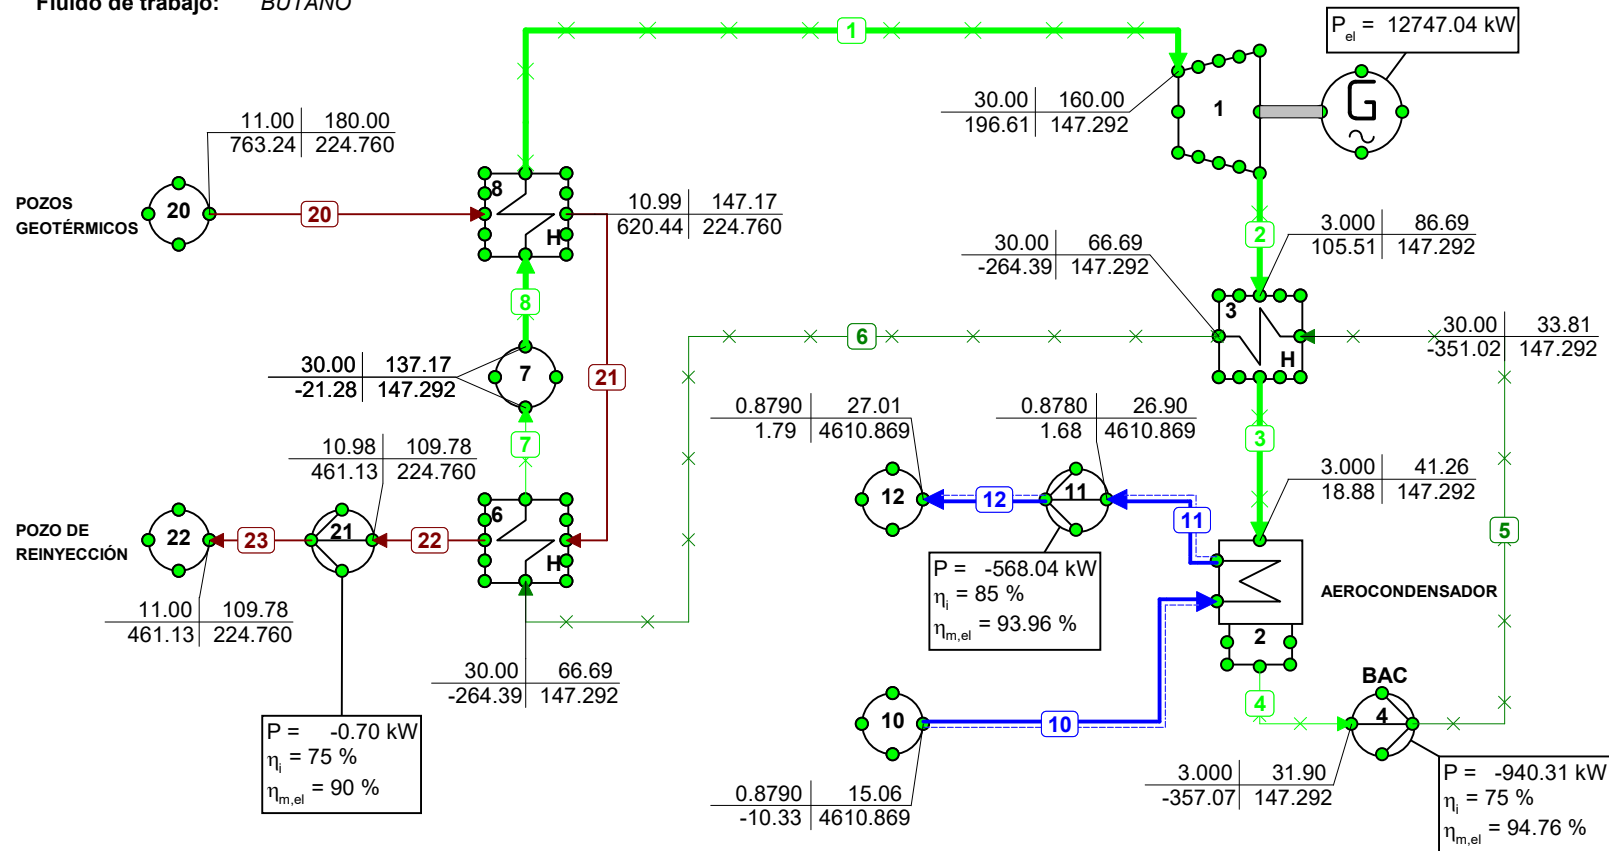 Fluido de trabajo: BUTANO
1
P_el = 12747.04 kW
G
1
30.00 160.00
196.61 147.292
11.00 180.00
763.24 224.760
POZOS
GEOTÉRMICOS
20
20
8
H
10.99 147.17
620.44 224.760
2
3.000 86.69
105.51 147.292
30.00 66.69
-264.39 147.292
8
3
H
6
30.00 33.81
-351.02 147.292
30.00 137.17
-21.28 147.292
7
21
0.8790 27.01
1.79 4610.869
0.8780 26.90
1.68 4610.869
3
7
10.98 109.78
461.13 224.760
3.000 41.26
18.88 147.292
12
12
11
11
5
POZO DE
REINYECCIÓN
22
23
21
22
6
H
P = -568.04 kW
η_i = 85 %
η_m,el = 93.96 %
AEROCONDENSADOR
2
11.00 109.78
461.13 224.760
30.00 66.69
-264.39 147.292
BAC
4
4
10
10
P = -0.70 kW
η_i = 75 %
η_m,el = 90 %
0.8790 15.06
-10.33 4610.869
3.000 31.90
-357.07 147.292
P = -940.31 kW
η_i = 75 %
η_m,el = 94.76 %